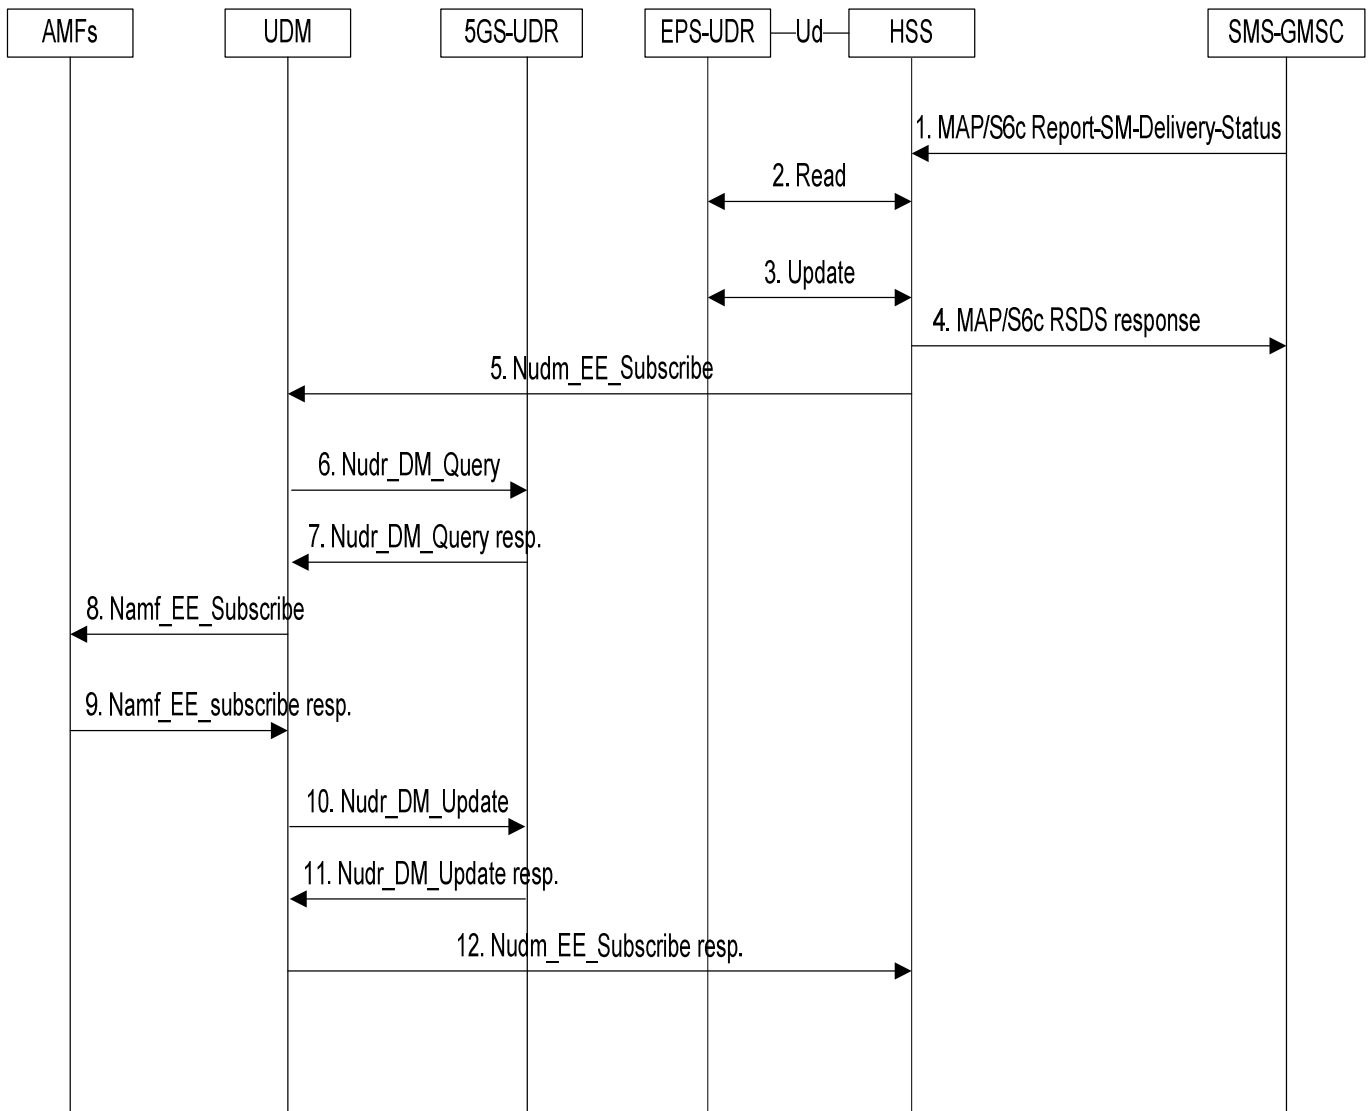 AMFs
UDM
5GS-UDR
EPS-UDR
Ud
HSS
SMS-GMSC
1. MAP/S6c Report-SM-Delivery-Status
2. Read
3. Update
4. MAP/S6c RSDS response
5. Nudm_EE_Subscribe
6. Nudr_DM_Query
7. Nudr_DM_Query resp.
8. Namf_EE_Subscribe
9. Namf_EE_subscribe resp.
10. Nudr_DM_Update
11. Nudr_DM_Update resp.
12. Nudm_EE_Subscribe resp.